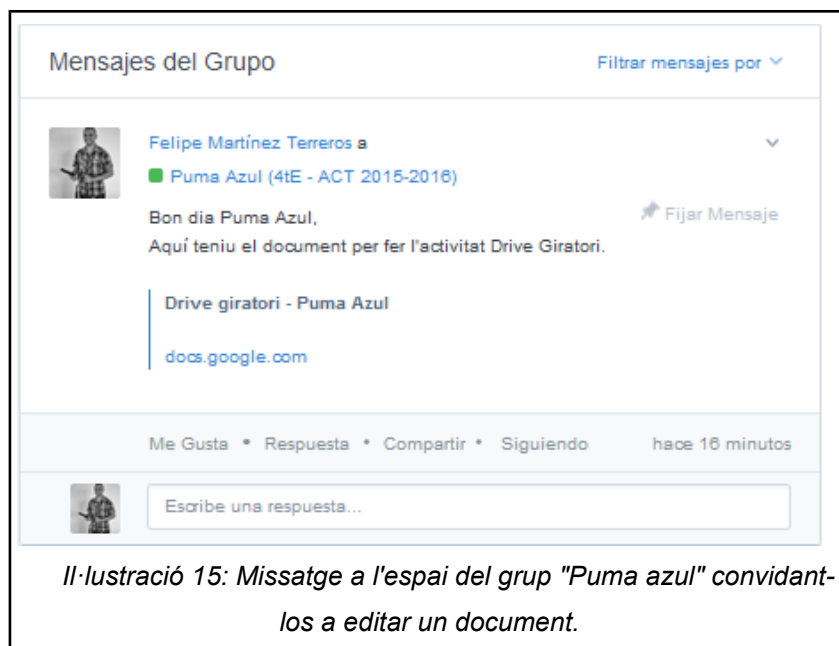 Mensajes del Grupo
Filtrar mensajes por
Felipe Martínez Terreros a
Puma Azul (4tE - ACT 2015-2016)
Bon dia Puma Azul,
Fijar Mensaje
Aquí teniu el document per fer l'activitat Drive Giratori.
Drive giratori - Puma Azul
docs.google.com
Me Gusta • Respuesta • Compartir • Siguiendo
hace 16 minutos
Escribe una respuesta...
Il·lustració 15: Missatge a l'espai del grup "Puma azul" convidant-
los a editar un document.